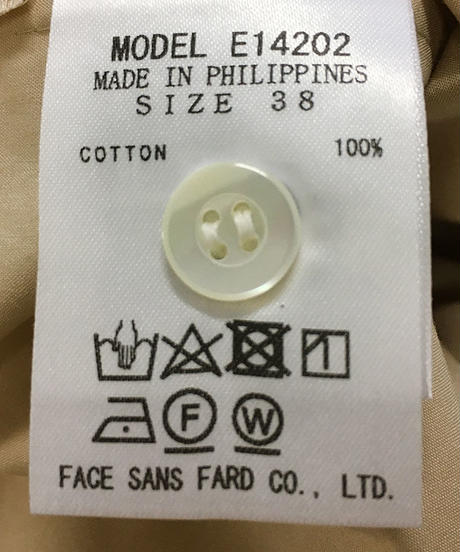 MODEL E14202
MADE IN PHILIPPINES
SIZE 38
COTTON 100%
F W
FACE SANS FARD CO., LTD.